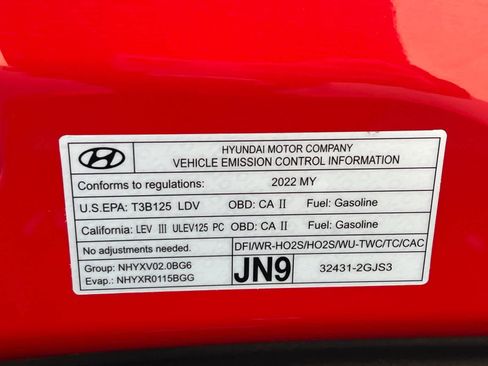 HYUNDAI MOTOR COMPANY
VEHICLE EMISSION CONTROL INFORMATION
Conforms to regulations: 2022 MY
U.S.EPA: T3B125 LDV OBD: CA II Fuel: Gasoline
California: LEV III ULEV125 PC OBD: CA II Fuel: Gasoline
No adjustments needed. DFI/WR-HO2S/HO2S/WU-TWC/TC/CAC
Group: NHYXV02.0BG6
Evap.: NHYXR0115BGG
JN9 32431-2GJS3